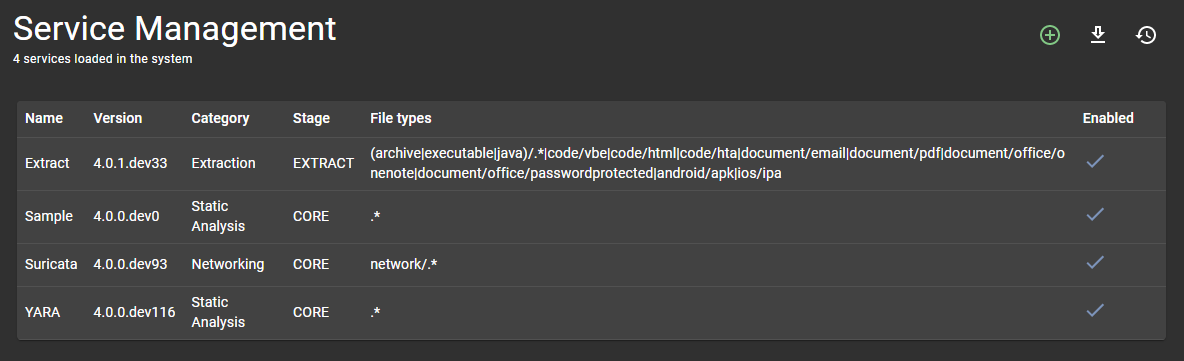 Service Management
4 services loaded in the system
Name Version Category Stage File types Enabled
Extract 4.0.1.dev33 Extraction EXTRACT (archive|executable|java)/.*|code/vbe|code/html|code/hta|document/email|document/pdf|document/office/o
nenote|document/office/passwordprotected|android/apk|ios/ipa
Sample 4.0.0.dev0 Static
Analysis CORE .*
Suricata 4.0.0.dev93 Networking CORE network/.*
YARA 4.0.0.dev116 Static
Analysis CORE .*